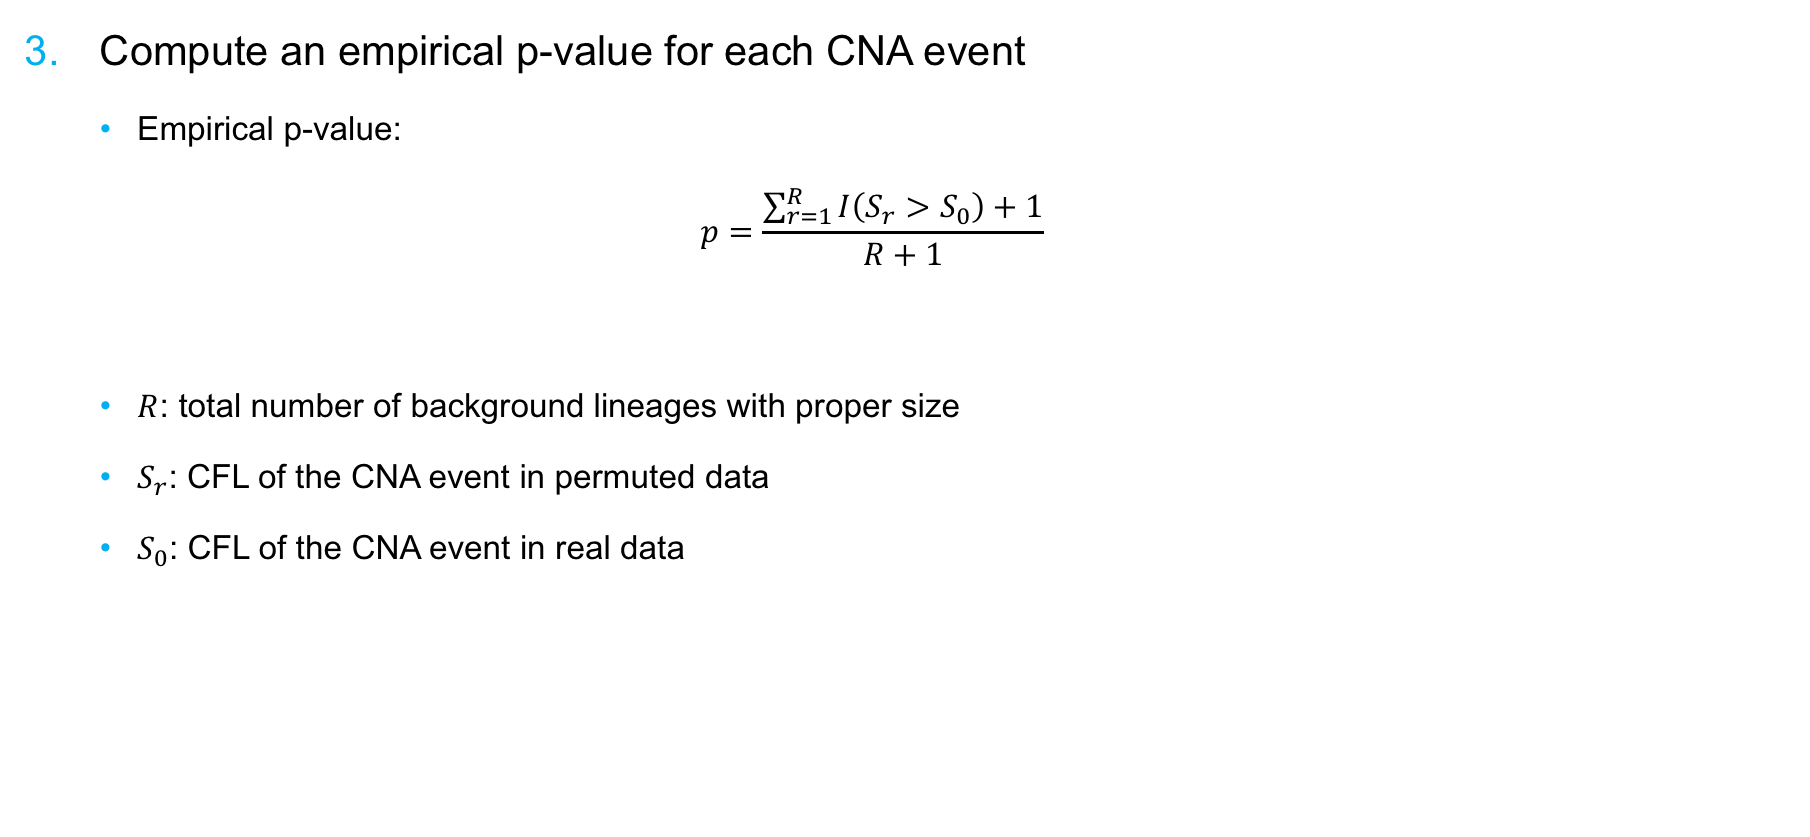 3. Compute an empirical p-value for each CNA event
• Empirical p-value:
p = \frac{\sum_{r=1}^{R} I(S_r > S_0) + 1}{R + 1}
• R: total number of background lineages with proper size
• S_r: CFL of the CNA event in permuted data
• S_0: CFL of the CNA event in real data